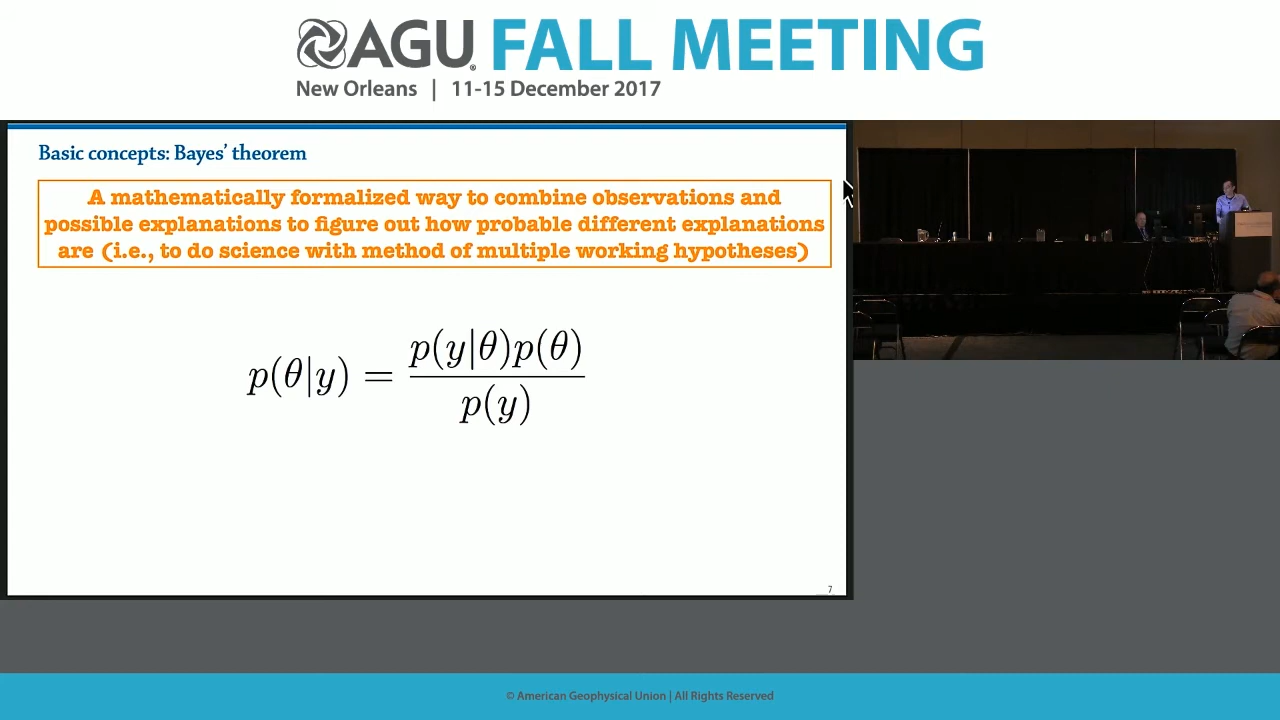 AGU FALL MEETING
New Orleans | 11-15 December 2017
Basic concepts: Bayes' theorem
A mathematically formalized way to combine observations and
possible explanations to figure out how probable different explanations
are (i.e., to do science with method of multiple working hypotheses)
p(θ|y) = p(y|θ)p(θ)
p(y)
7
© American Geophysical Union | All Rights Reserved